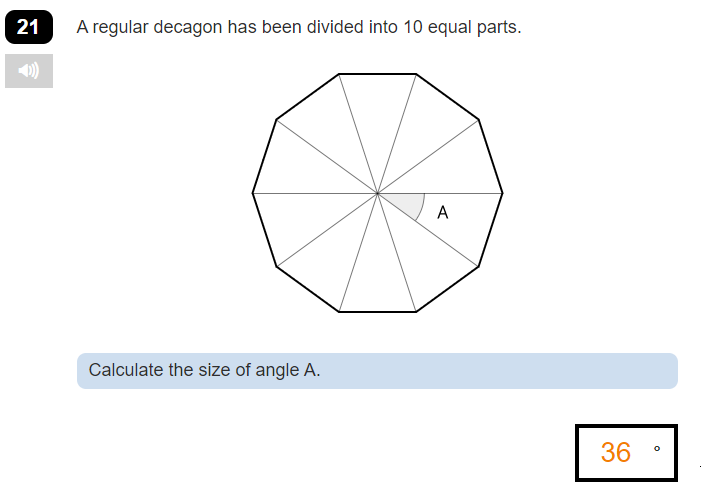 21 A regular decagon has been divided into 10 equal parts.
A
Calculate the size of angle A.
36 °